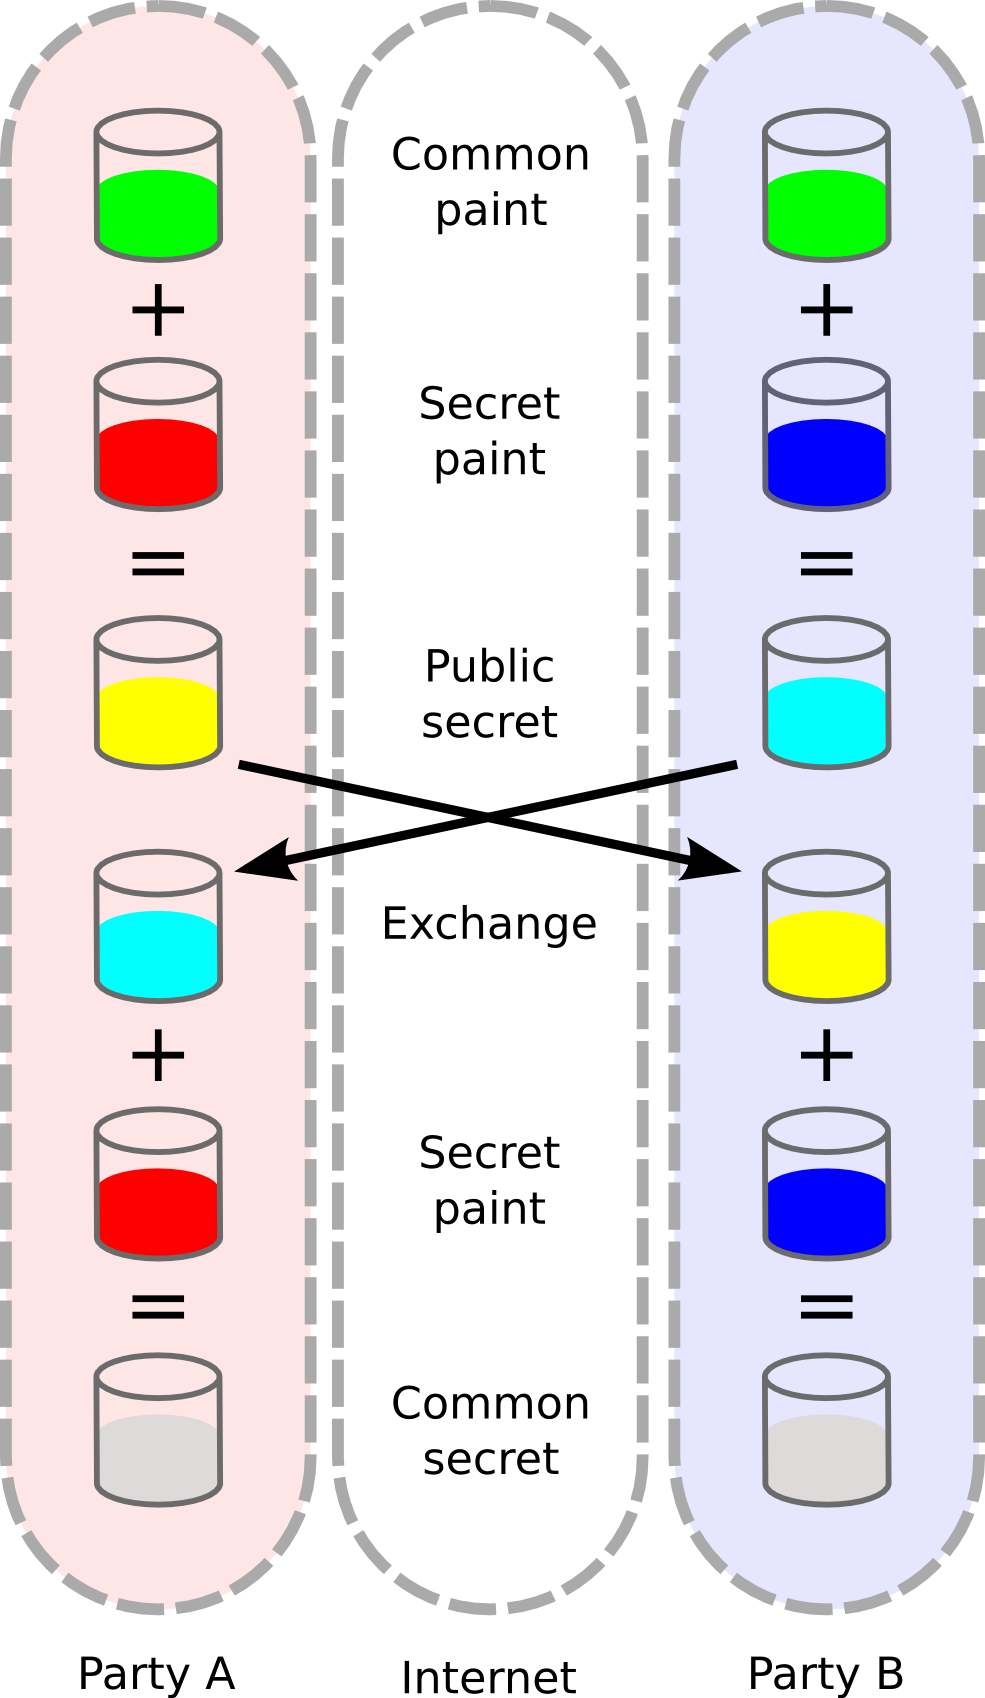 Common
paint
+
+
Secret
paint
=
=
Public
secret
Exchange
+
+
Secret
paint
=
=
Common
secret
Party A
Internet
Party B